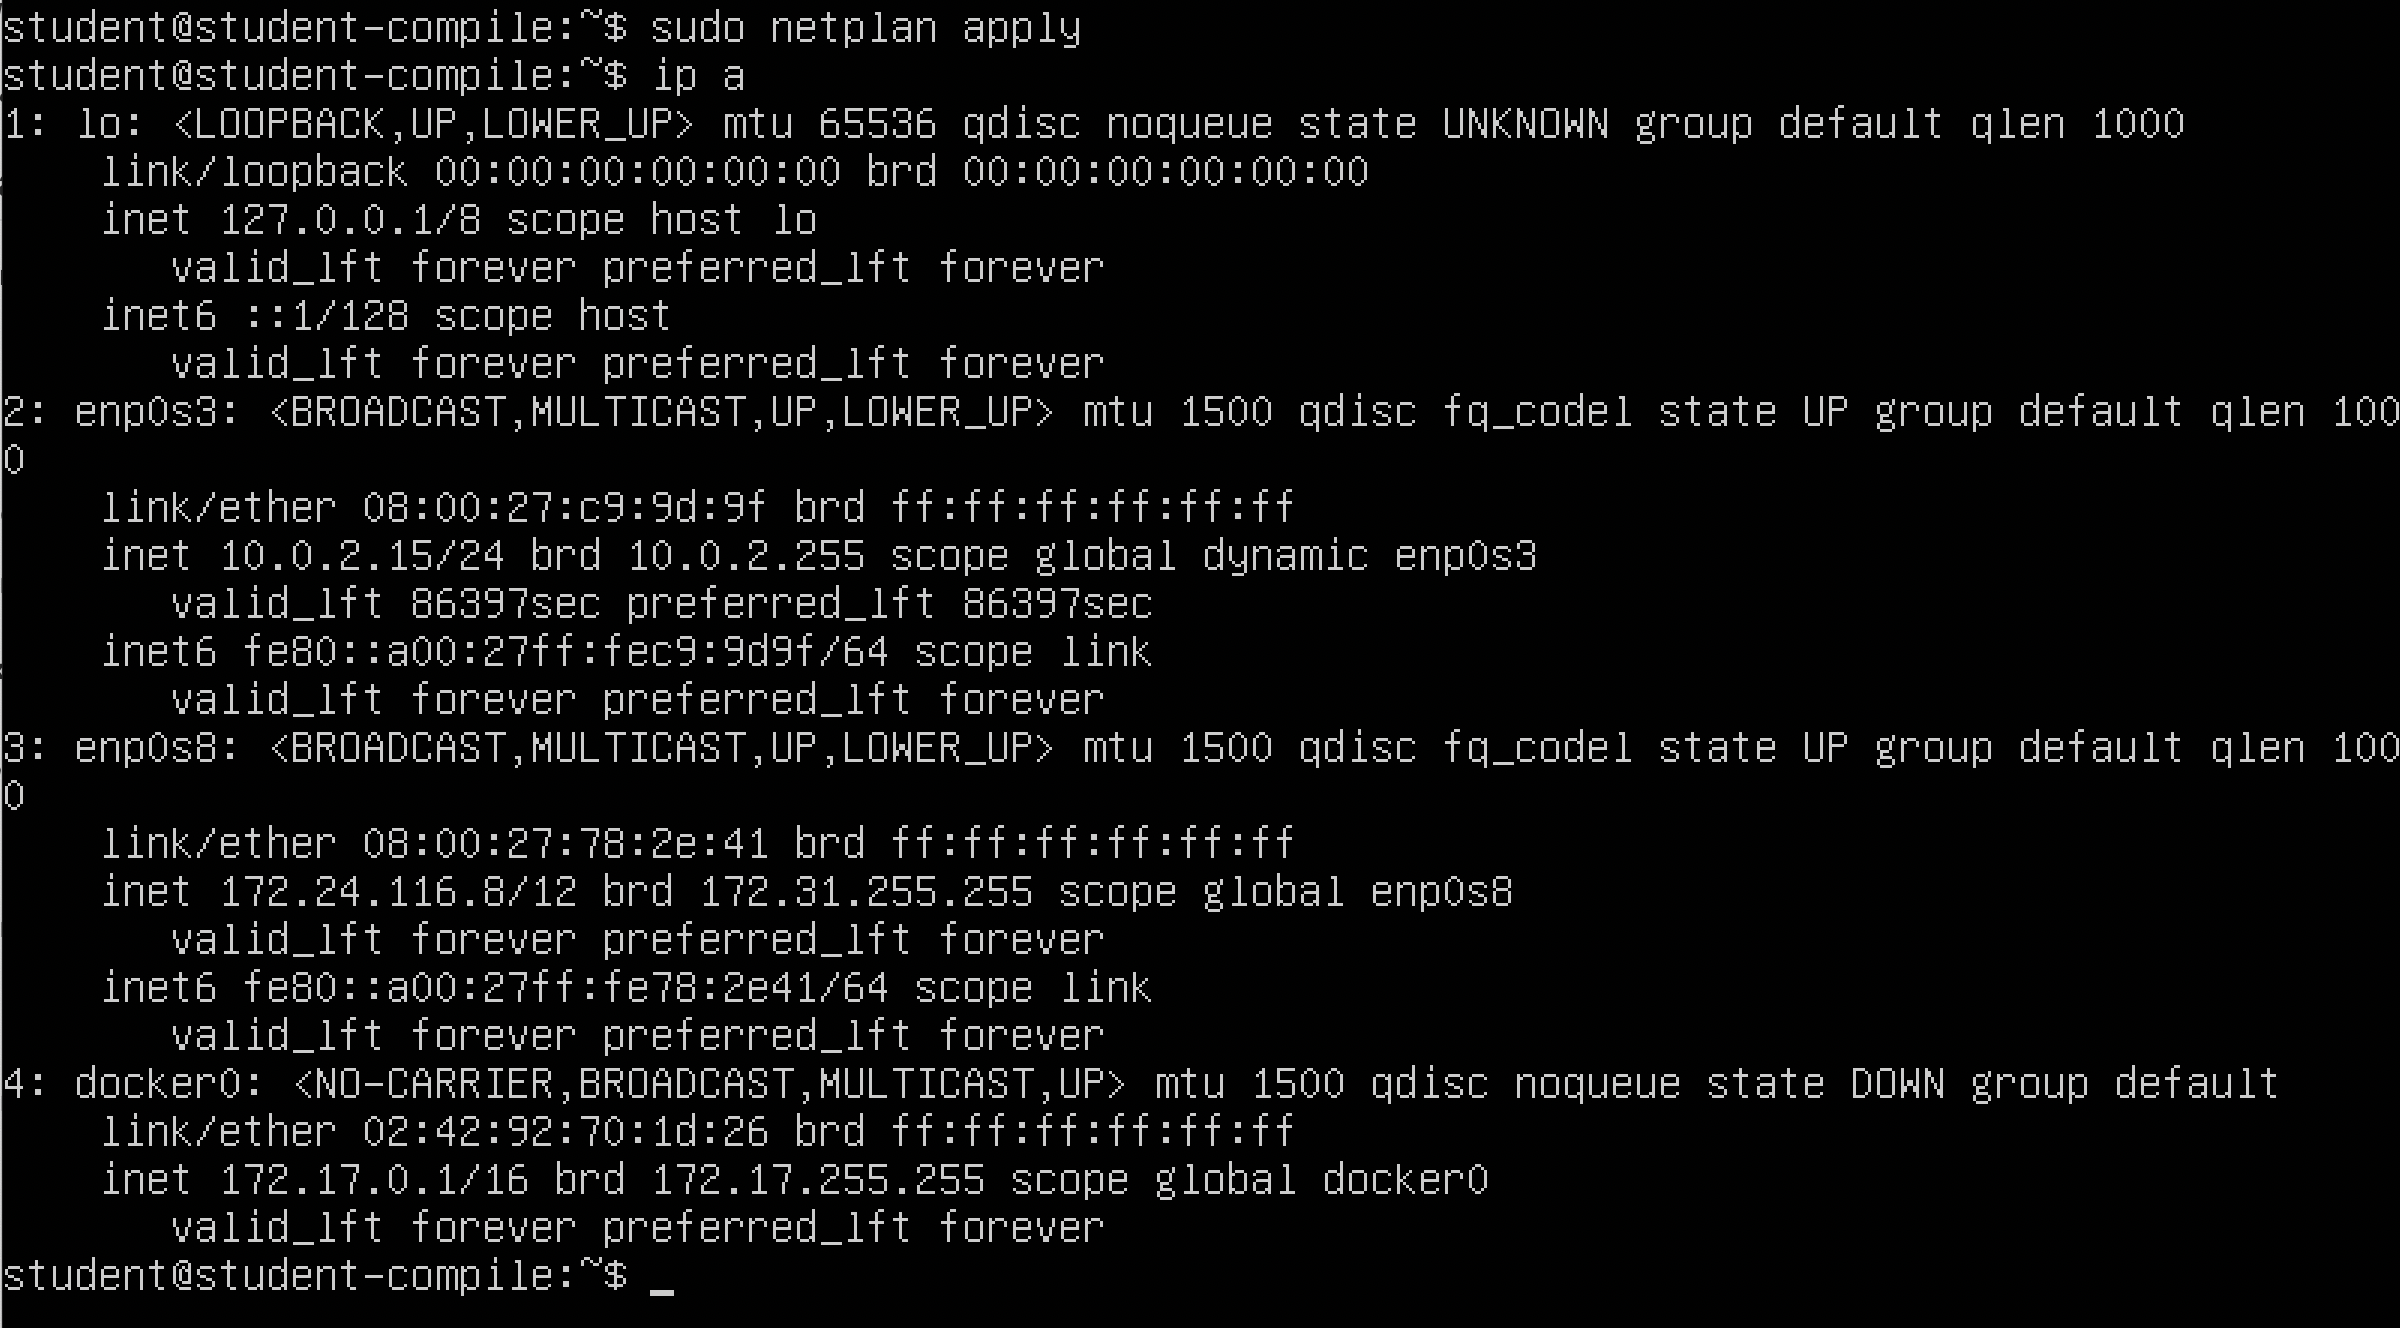 student@student-compile:~$ sudo netplan apply
student@student-compile:~$ ip a
1: lo: <LOOPBACK,UP,LOWER_UP> mtu 65536 qdisc noqueue state UNKNOWN group default qlen 1000
    link/loopback 00:00:00:00:00:00 brd 00:00:00:00:00:00
    inet 127.0.0.1/8 scope host lo
       valid_lft forever preferred_lft forever
    inet6 ::1/128 scope host
       valid_lft forever preferred_lft forever
2: enp0s3: <BROADCAST,MULTICAST,UP,LOWER_UP> mtu 1500 qdisc fq_codel state UP group default qlen 100
0
    link/ether 08:00:27:c9:9d:9f brd ff:ff:ff:ff:ff:ff
    inet 10.0.2.15/24 brd 10.0.2.255 scope global dynamic enp0s3
       valid_lft 86397sec preferred_lft 86397sec
    inet6 fe80::a00:27ff:fec9:9d9f/64 scope link
       valid_lft forever preferred_lft forever
3: enp0s8: <BROADCAST,MULTICAST,UP,LOWER_UP> mtu 1500 qdisc fq_codel state UP group default qlen 100
0
    link/ether 08:00:27:78:2e:41 brd ff:ff:ff:ff:ff:ff
    inet 172.24.116.8/12 brd 172.31.255.255 scope global enp0s8
       valid_lft forever preferred_lft forever
    inet6 fe80::a00:27ff:fe78:2e41/64 scope link
       valid_lft forever preferred_lft forever
4: docker0: <NO-CARRIER,BROADCAST,MULTICAST,UP> mtu 1500 qdisc noqueue state DOWN group default
    link/ether 02:42:92:70:1d:26 brd ff:ff:ff:ff:ff:ff
    inet 172.17.0.1/16 brd 172.17.255.255 scope global docker0
       valid_lft forever preferred_lft forever
student@student-compile:~$ _